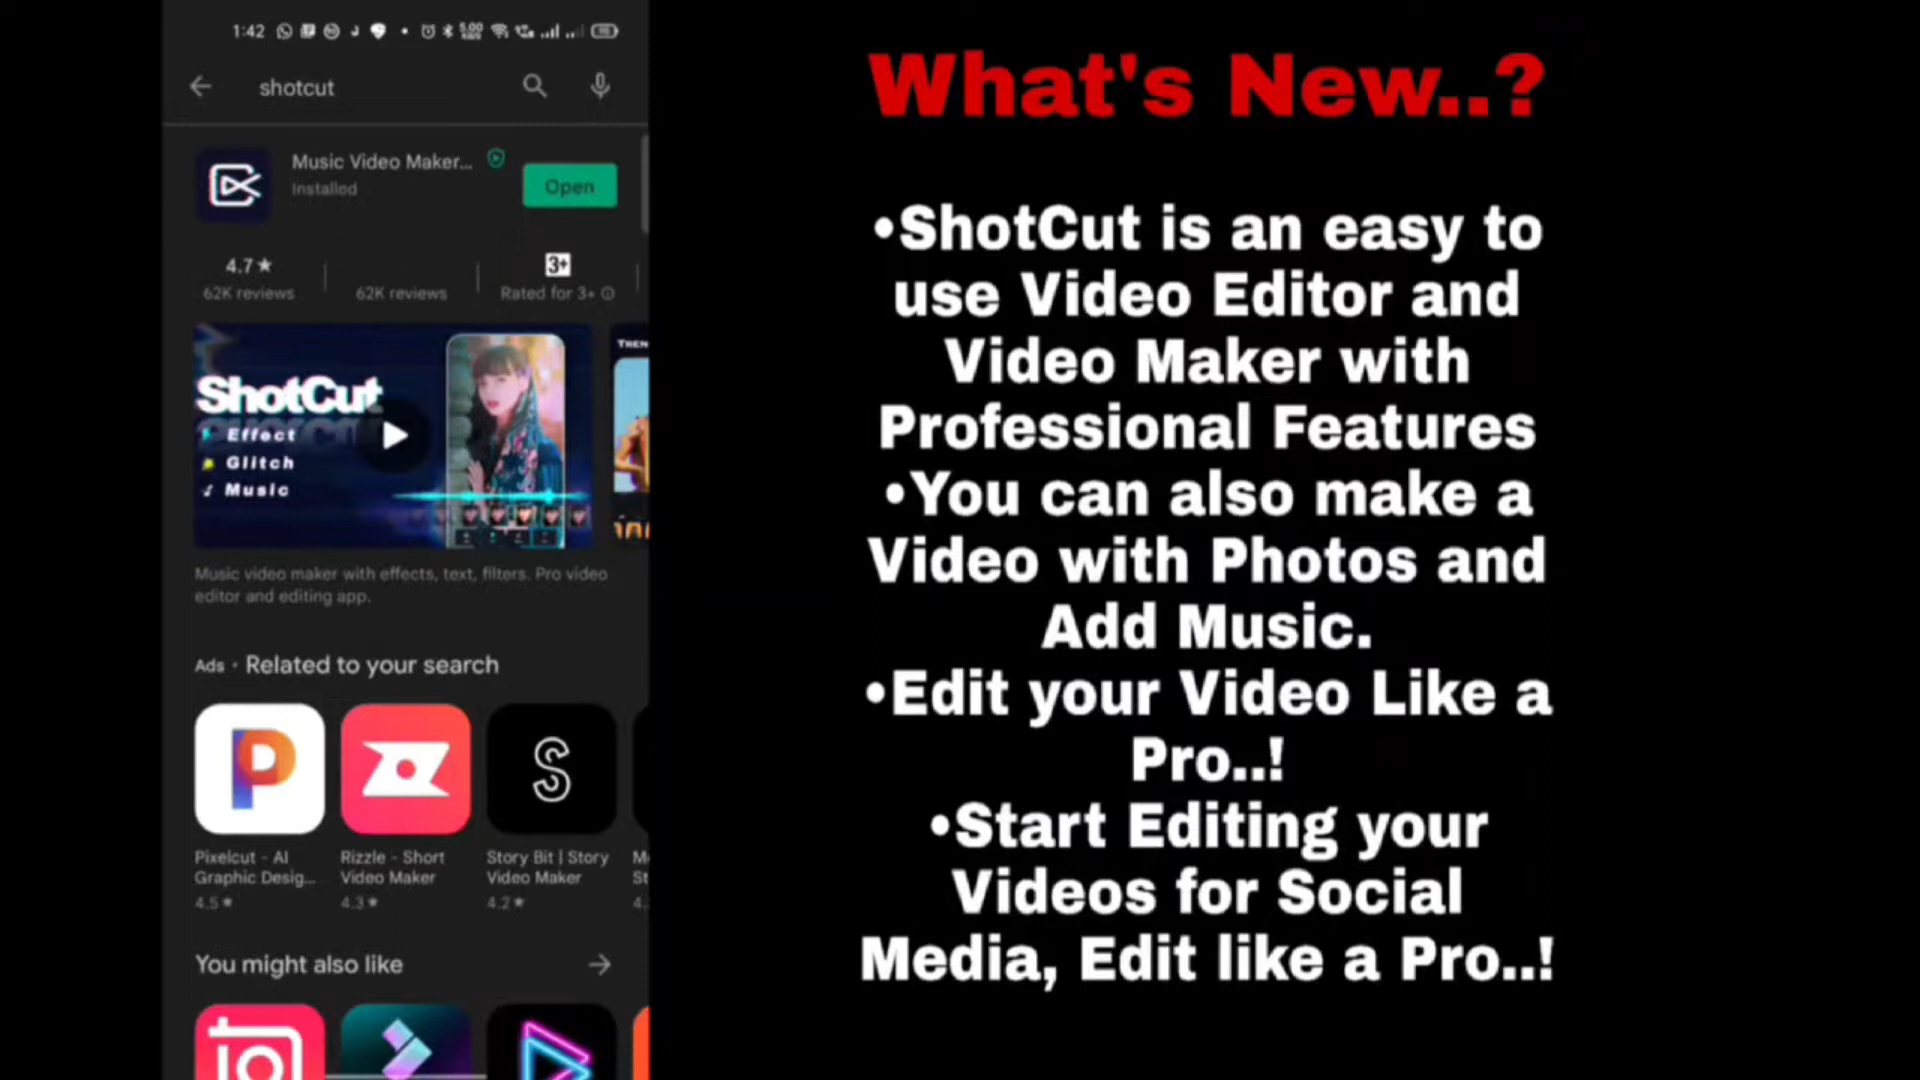 1:42
shotcut
Music Video Maker...
Installed
Open
4.7★
62K reviews
62K reviews
3+
Rated for 3+
ShotCut
Effect
Glitch
Music
Music video maker with effects, text, filters. Pro video
editor and editing app.
Ads • Related to your search
Pixelcut - AI
Graphic Desig...
4.5★
Rizzle - Short
Video Maker
4.3★
Story Bit | Story
Video Maker
4.2★
You might also like
What's New..?
•ShotCut is an easy to
use Video Editor and
Video Maker with
Professional Features
•You can also make a
Video with Photos and
Add Music.
•Edit your Video Like a
Pro..!
•Start Editing your
Videos for Social
Media, Edit like a Pro..!